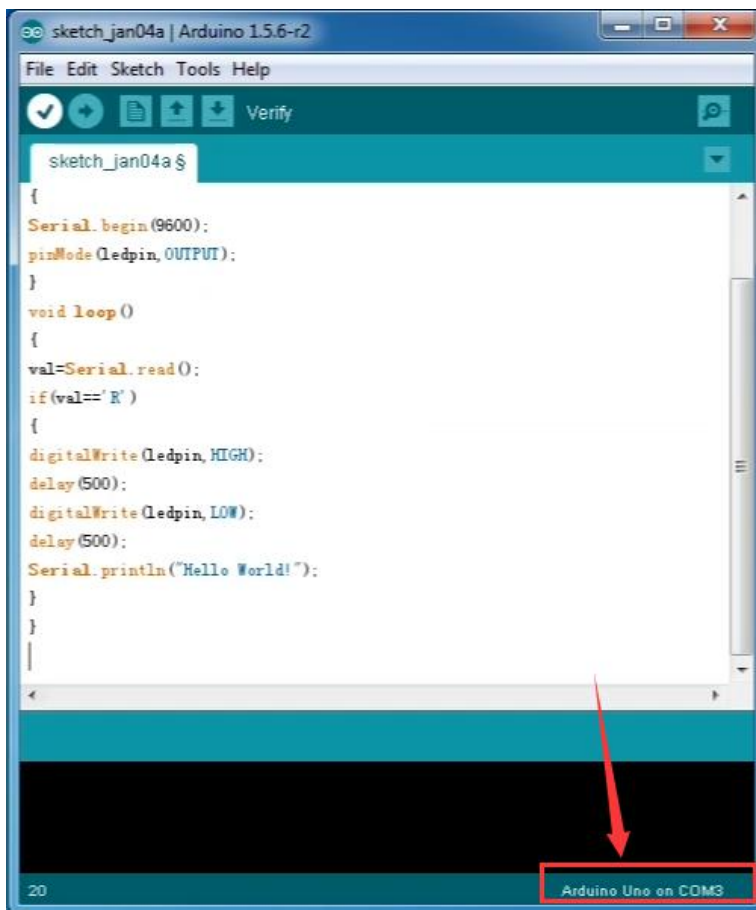 sketch_jan04a | Arduino 1.5.6-r2
File Edit Sketch Tools Help
Verify
sketch_jan04a §
{
Serial.begin(9600);
pinMode(ledpin,OUTPUT);
}
void loop()
{
val=Serial.read();
if(val=='R')
{
digitalWrite(ledpin,HIGH);
delay(500);
digitalWrite(ledpin,LOW);
delay(500);
Serial.println("Hello World!");
}
}
20
Arduino Uno on COM3